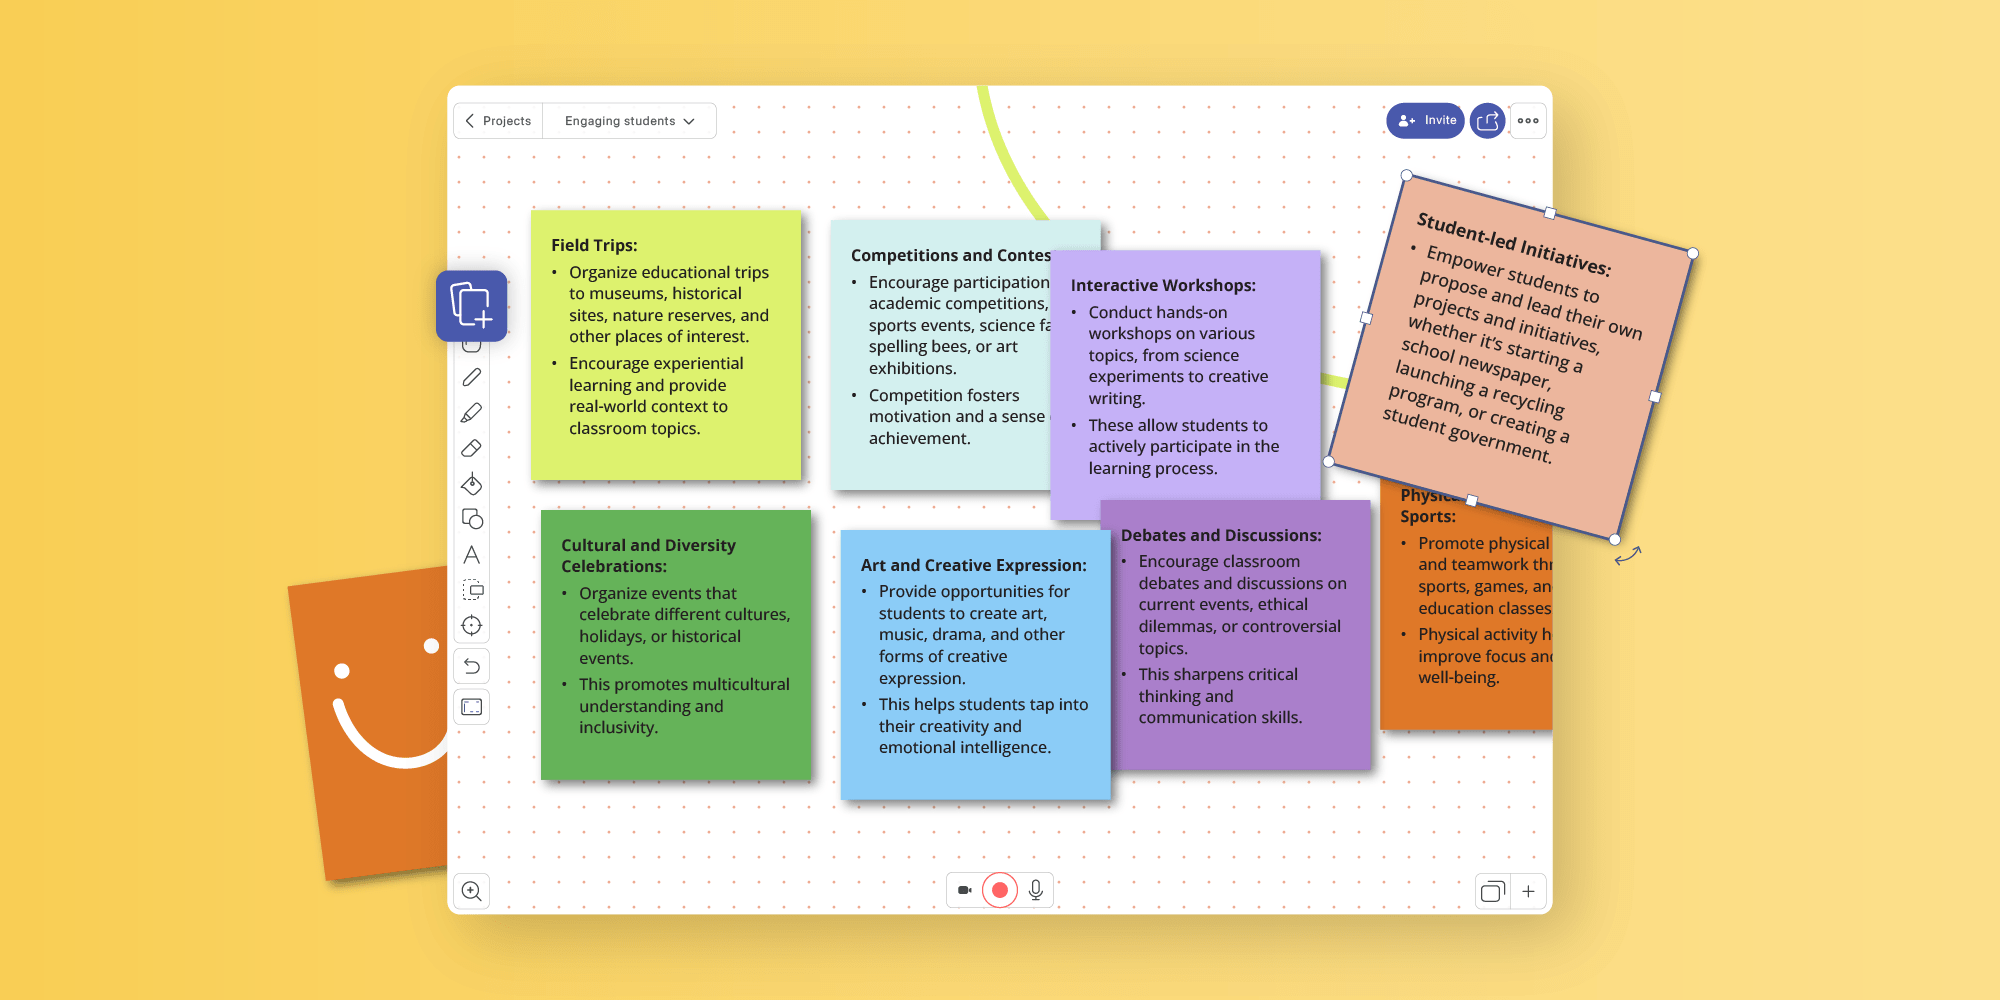 Projects
Engaging students
Invite
Field Trips:
• Organize educational trips
to museums, historical
sites, nature reserves, and
other places of interest.
• Encourage experiential
learning and provide
real-world context to
classroom topics.
Competitions and Contes
• Encourage participation
academic competitions,
sports events, science fa
spelling bees, or art
exhibitions.
• Competition fosters
motivation and a sense
achievement.
Interactive Workshops:
• Conduct hands-on
workshops on various
topics, from science
experiments to creative
writing.
• These allow students to
actively participate in the
learning process.
Student-led Initiatives:
• Empower students to
propose and lead their own
projects and initiatives,
whether it's starting a
school newspaper,
launching a recycling
program, or creating a
student government.
Cultural and Diversity
Celebrations:
• Organize events that
celebrate different cultures,
holidays, or historical
events.
• This promotes multicultural
understanding and
inclusivity.
Art and Creative Expression:
• Provide opportunities for
students to create art,
music, drama, and other
forms of creative
expression.
• This helps students tap into
their creativity and
emotional intelligence.
Debates and Discussions:
• Encourage classroom
debates and discussions on
current events, ethical
dilemmas, or controversial
topics.
• This sharpens critical
thinking and
communication skills.
Physic
Sports:
• Promote physical
and teamwork thr
sports, games, an
education classes
• Physical activity h
improve focus and
well-being.